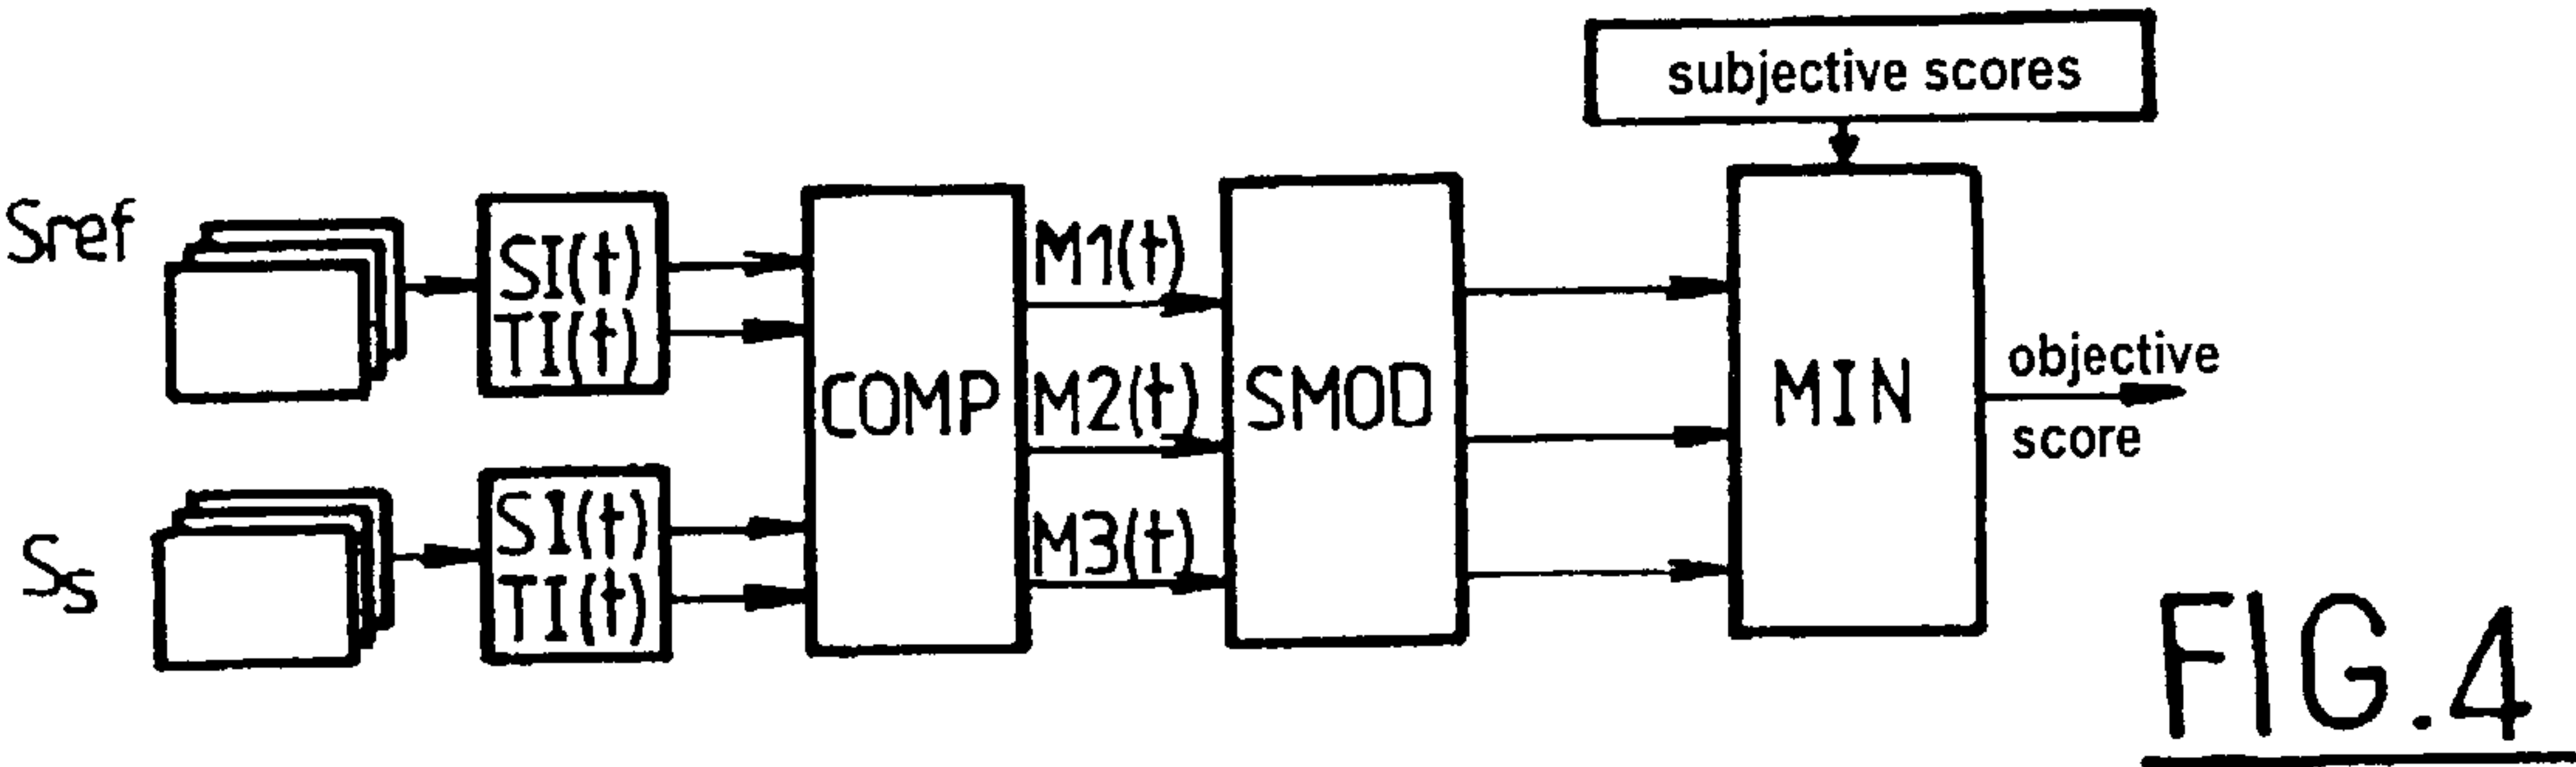 subjective scores
Sref
SI(t)
TI(t)
COMP
M1(t)
M2(t)
M3(t)
SMOD
MIN
objective
score
Ss
SI(t)
TI(t)
FIG.4